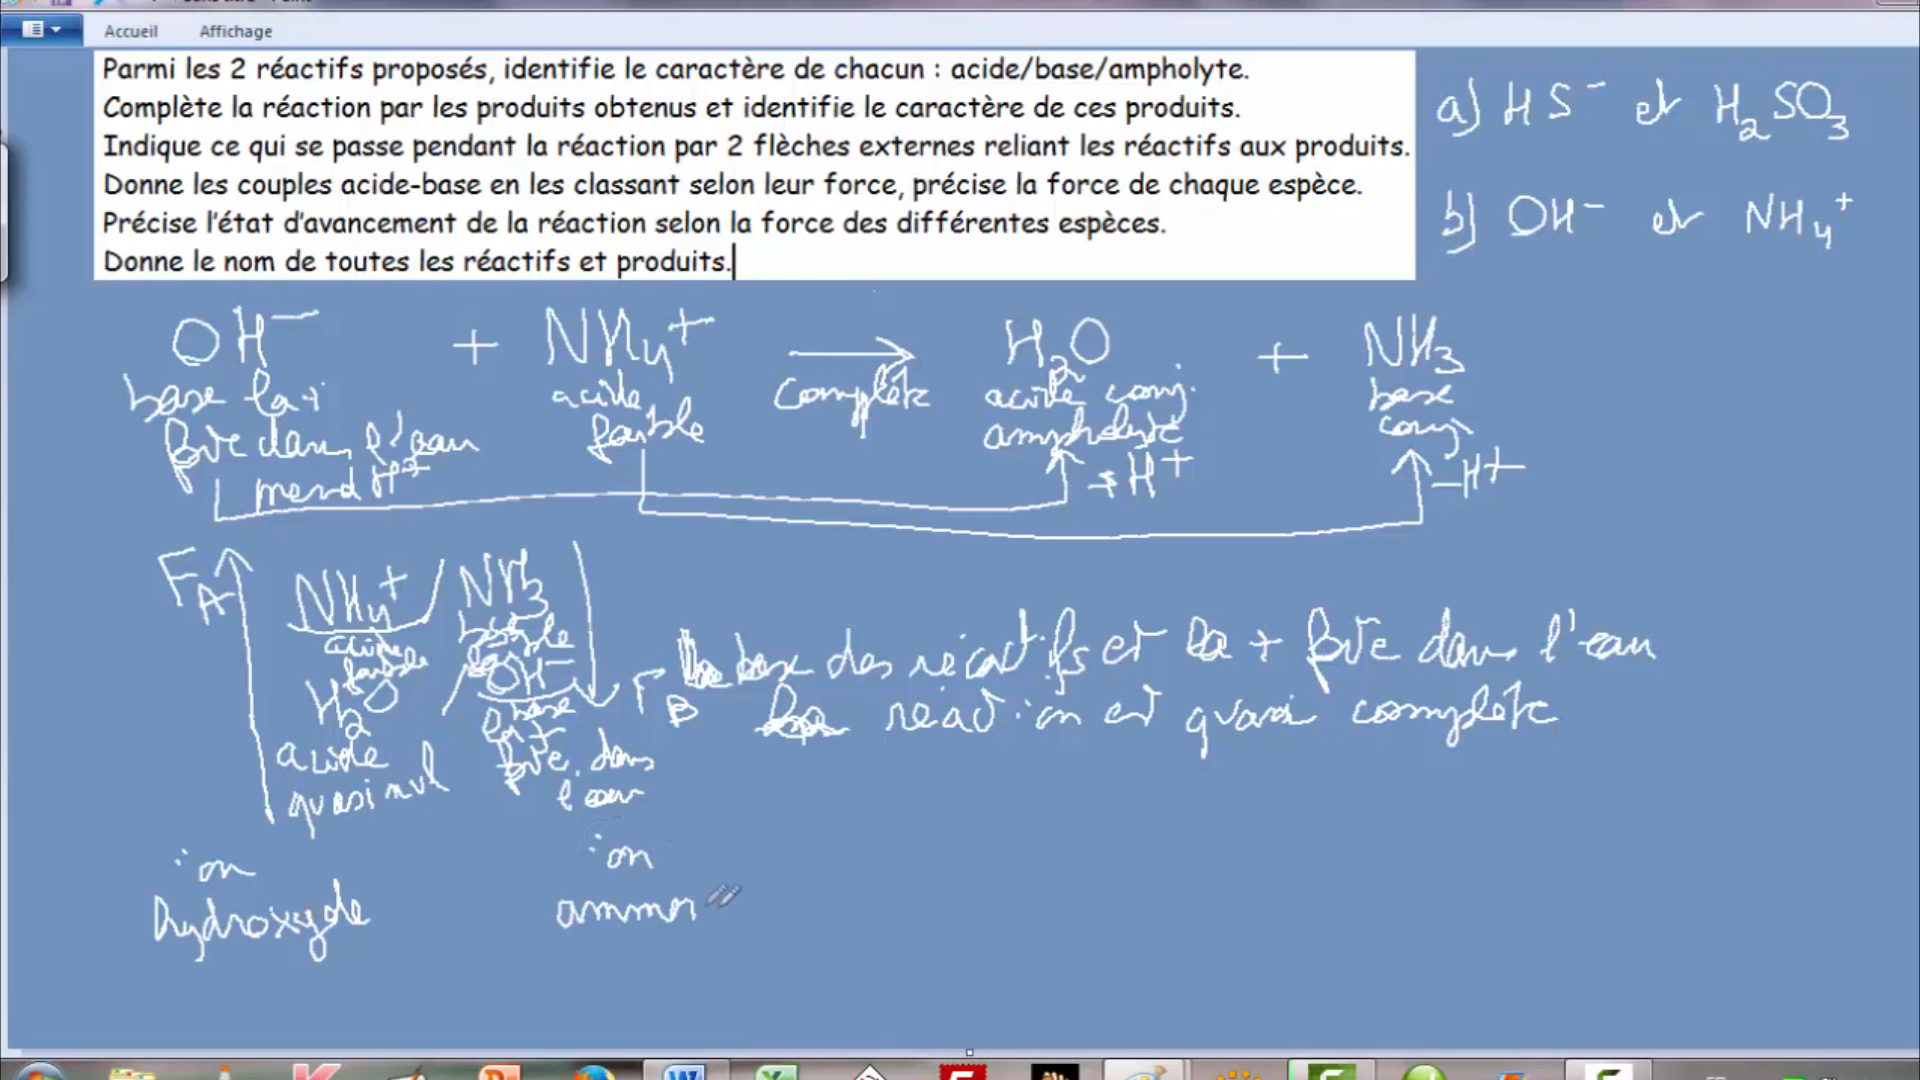 Accueil Affichage
Parmi les 2 réactifs proposés, identifie le caractère de chacun : acide/base/ampholyte.
Complète la réaction par les produits obtenus et identifie le caractère de ces produits.
Indique ce qui se passe pendant la réaction par 2 flèches externes reliant les réactifs aux produits.
Donne les couples acide-base en les classant selon leur force, précise la force de chaque espèce.
Précise l'état d'avancement de la réaction selon la force des différentes espèces.
Donne le nom de toutes les réactifs et produits.
a) HS⁻ et H₂SO₃
b) OH⁻ et NH₄⁺
OH⁻ + NH₄⁺ → H₂O + NH₃
base la + acide complète acide conj. base
forte dans l'eau faible ampholyte conj
prend H⁺ + H⁺ - H⁺
F_A NH₄⁺ / NH₃
acide faible base faible
H₂O / OH⁻ F_B
acide quasi nul base la + forte dans l'eau
base des réactifs est la + forte dans l'eau
réaction est quasi complète
ion ion
hydroxyde ammon